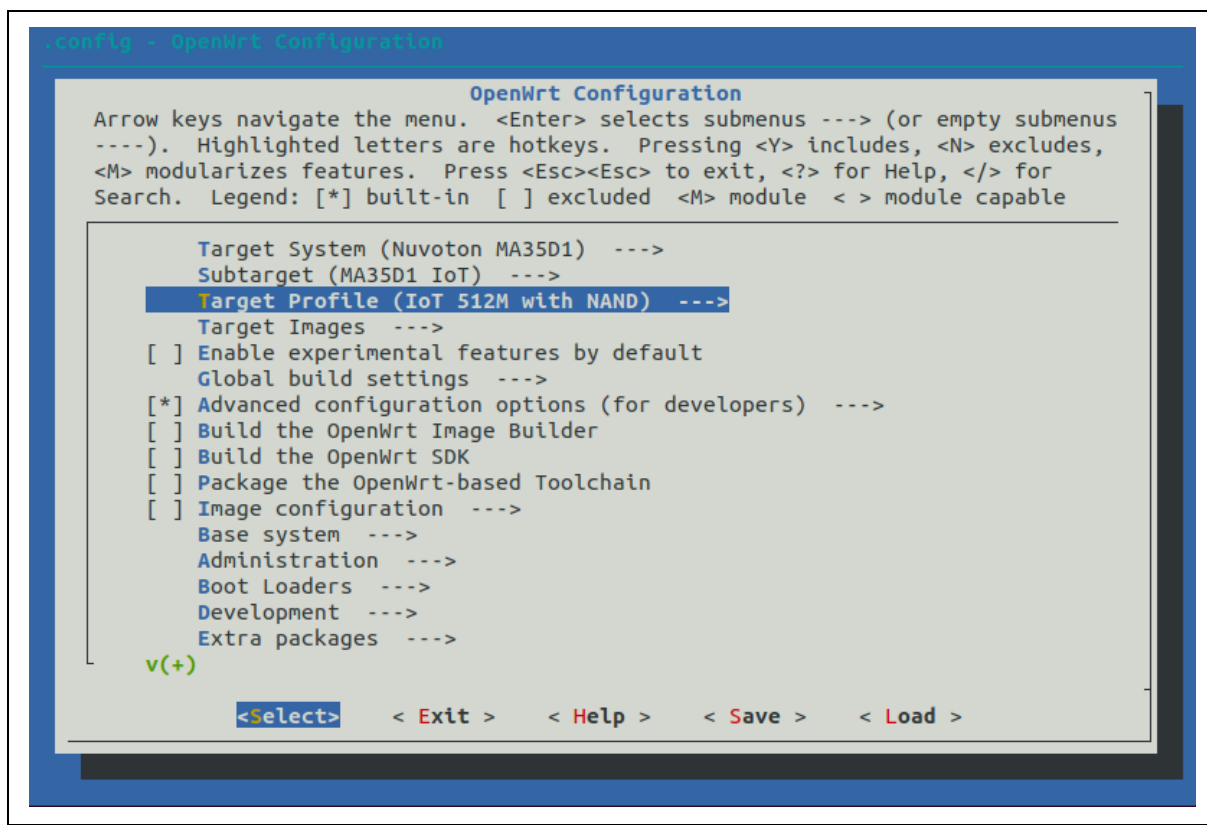 .config - OpenWrt Configuration
OpenWrt Configuration
Arrow keys navigate the menu.  <Enter> selects submenus ---> (or empty submenus
----).  Highlighted letters are hotkeys.  Pressing <Y> includes, <N> excludes,
<M> modularizes features.  Press <Esc><Esc> to exit, <?> for Help, </> for
Search.  Legend: [*] built-in  [ ] excluded  <M> module  < > module capable
Target System (Nuvoton MA35D1)  --->
Subtarget (MA35D1 IoT)  --->
Target Profile (IoT 512M with NAND)  --->
Target Images  --->
[ ] Enable experimental features by default
Global build settings  --->
[*] Advanced configuration options (for developers)  --->
[ ] Build the OpenWrt Image Builder
[ ] Build the OpenWrt SDK
[ ] Package the OpenWrt-based Toolchain
[ ] Image configuration  --->
Base system  --->
Administration  --->
Boot Loaders  --->
Development  --->
Extra packages  --->
v(+)
<Select>    < Exit >    < Help >    < Save >    < Load >